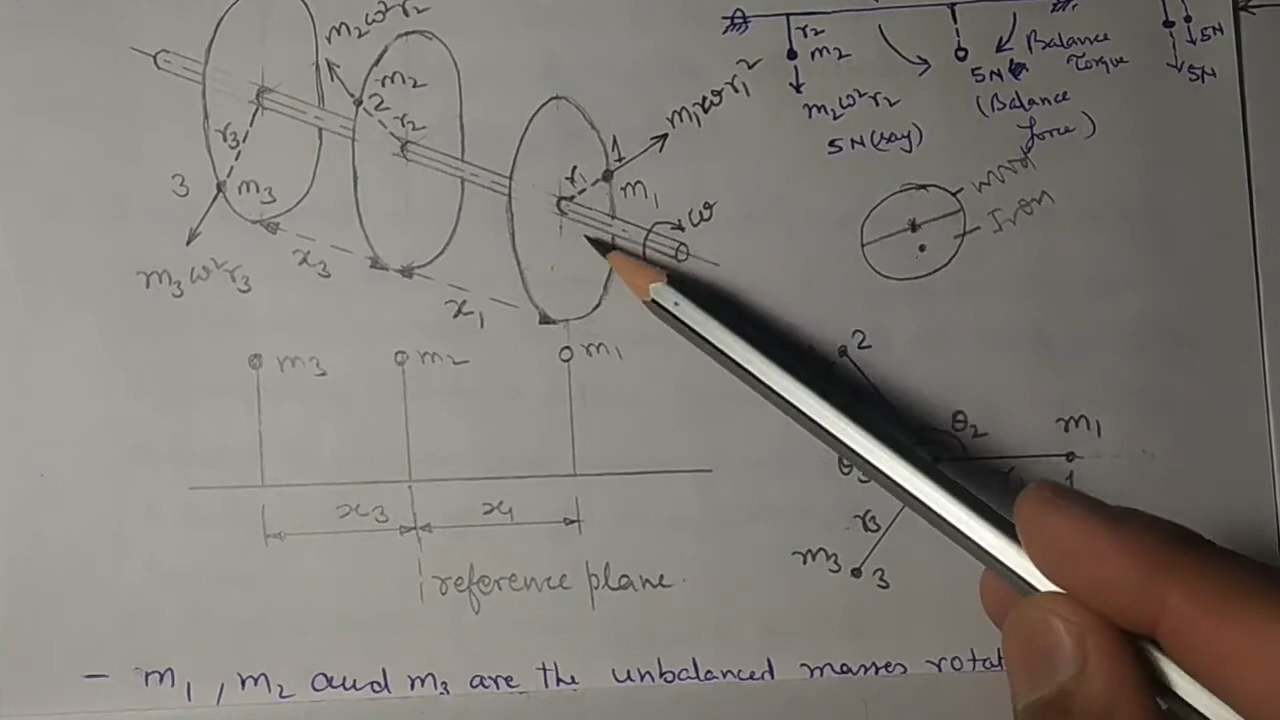 m₂ω²r₂
m₂
2
r₂
r₃
3
m₃
m₃ω²r₃
x₃
x₁
r₁
1
m₁
m₁ωr₁²
ω
r₂
m₂
m₂ω²r₂
5N (say)
5N
(Balance
force)
Balance
Torque
5N
5N
Iron
m₃
m₂
m₁
x₃
x₁
reference plane.
2
θ₂
m₁
1
θ₃
r₃
m₃
3
- m₁, m₂ and m₃ are the unbalanced masses rotat